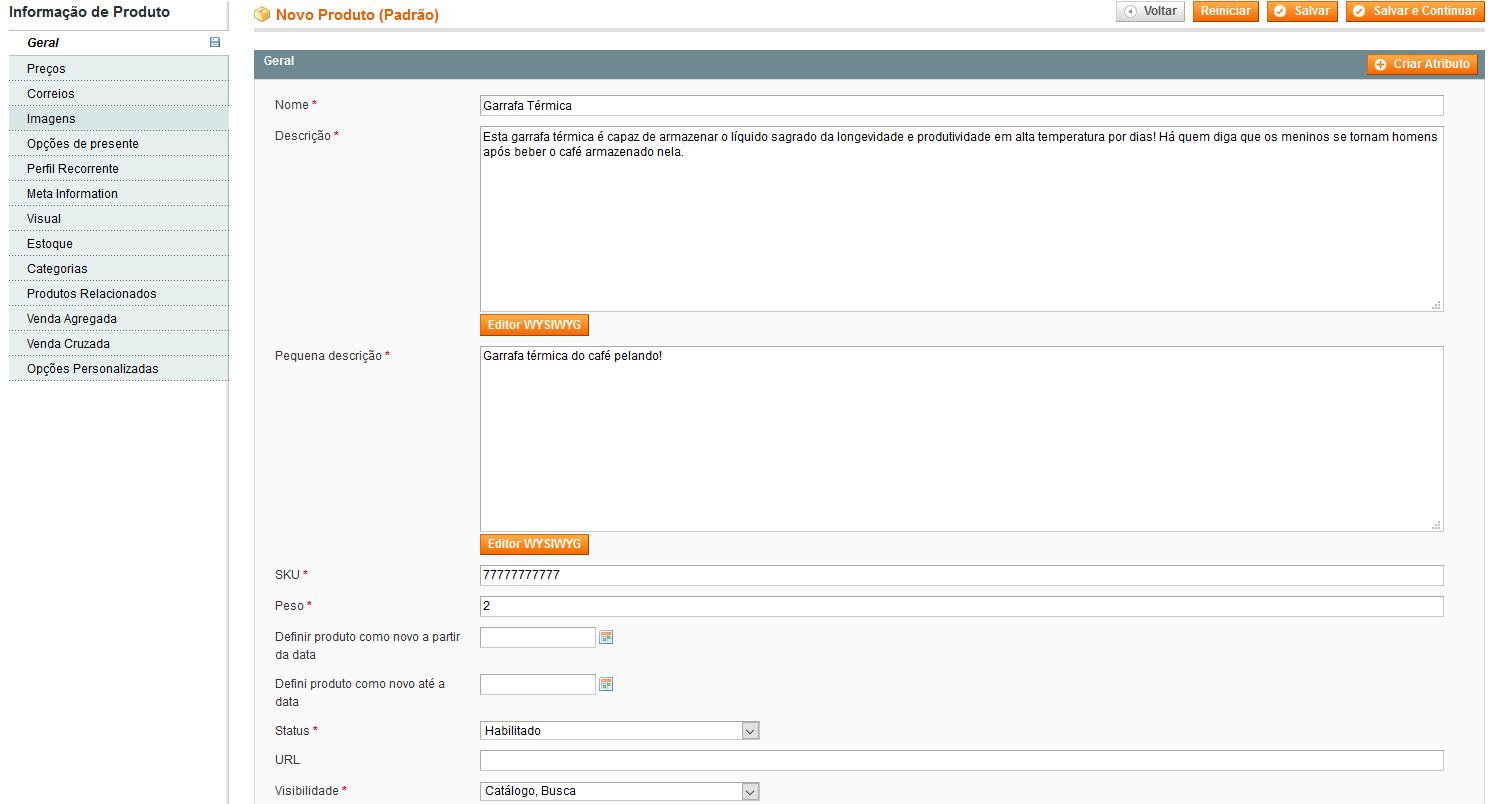 Informação de Produto
Geral
Preços
Correios
Imagens
Opções de presente
Perfil Recorrente
Meta Information
Visual
Estoque
Categorias
Produtos Relacionados
Venda Agregada
Venda Cruzada
Opções Personalizadas
Novo Produto (Padrão)
Voltar
Reiniciar
Salvar
Salvar e Continuar
Geral
Criar Atributo
Nome *
Garrafa Térmica
Descrição *
Esta garrafa térmica é capaz de armazenar o líquido sagrado da longevidade e produtividade em alta temperatura por dias! Há quem diga que os meninos se tornam homens
após beber o café armazenado nela.
Editor WYSIWYG
Pequena descrição *
Garrafa térmica do café pelando!
Editor WYSIWYG
SKU *
77777777777
Peso *
2
Definir produto como novo a partir
da data
Defini produto como novo até a
data
Status *
Habilitado
URL
Visibilidade *
Catálogo, Busca